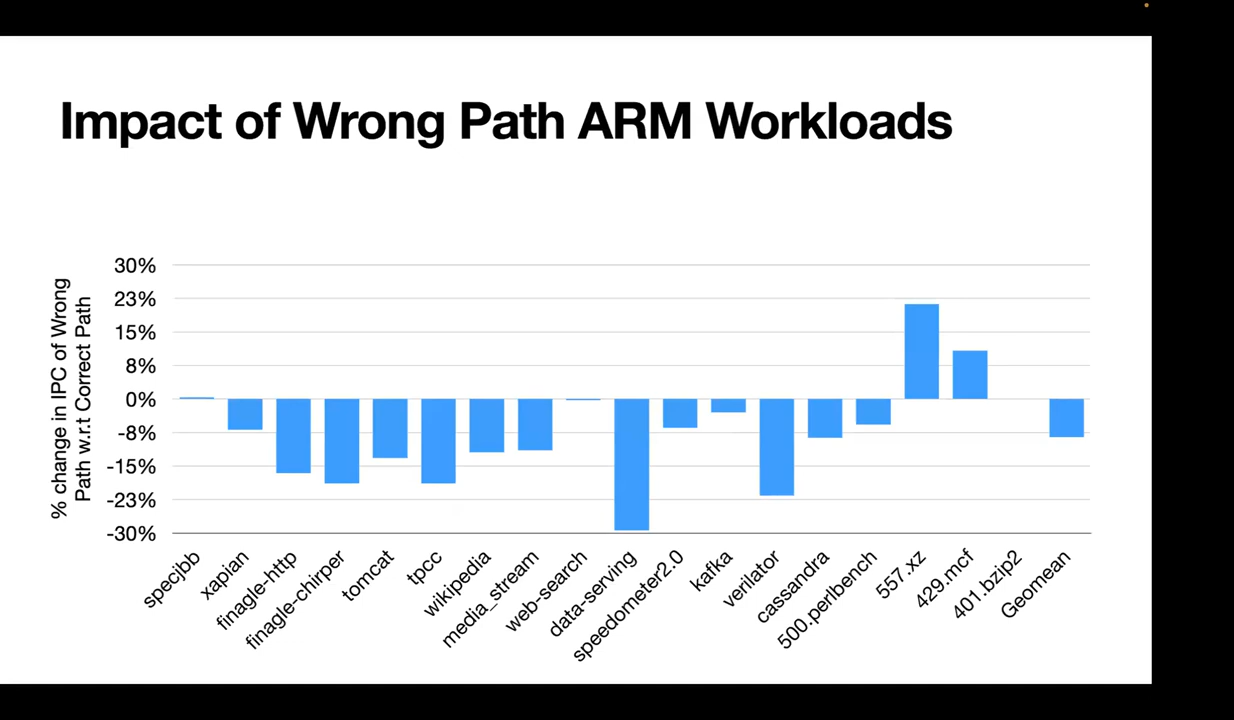 Impact of Wrong Path ARM Workloads
% change in IPC of Wrong
Path w.r.t Correct Path
30%
23%
15%
8%
0%
-8%
-15%
-23%
-30%
specjbb
xapian
finagle-http
finagle-chirper
tomcat
tpcc
wikipedia
media_stream
web-search
data-serving
speedometer2.0
kafka
verilator
cassandra
500.perlbench
557.xz
429.mcf
401.bzip2
Geomean